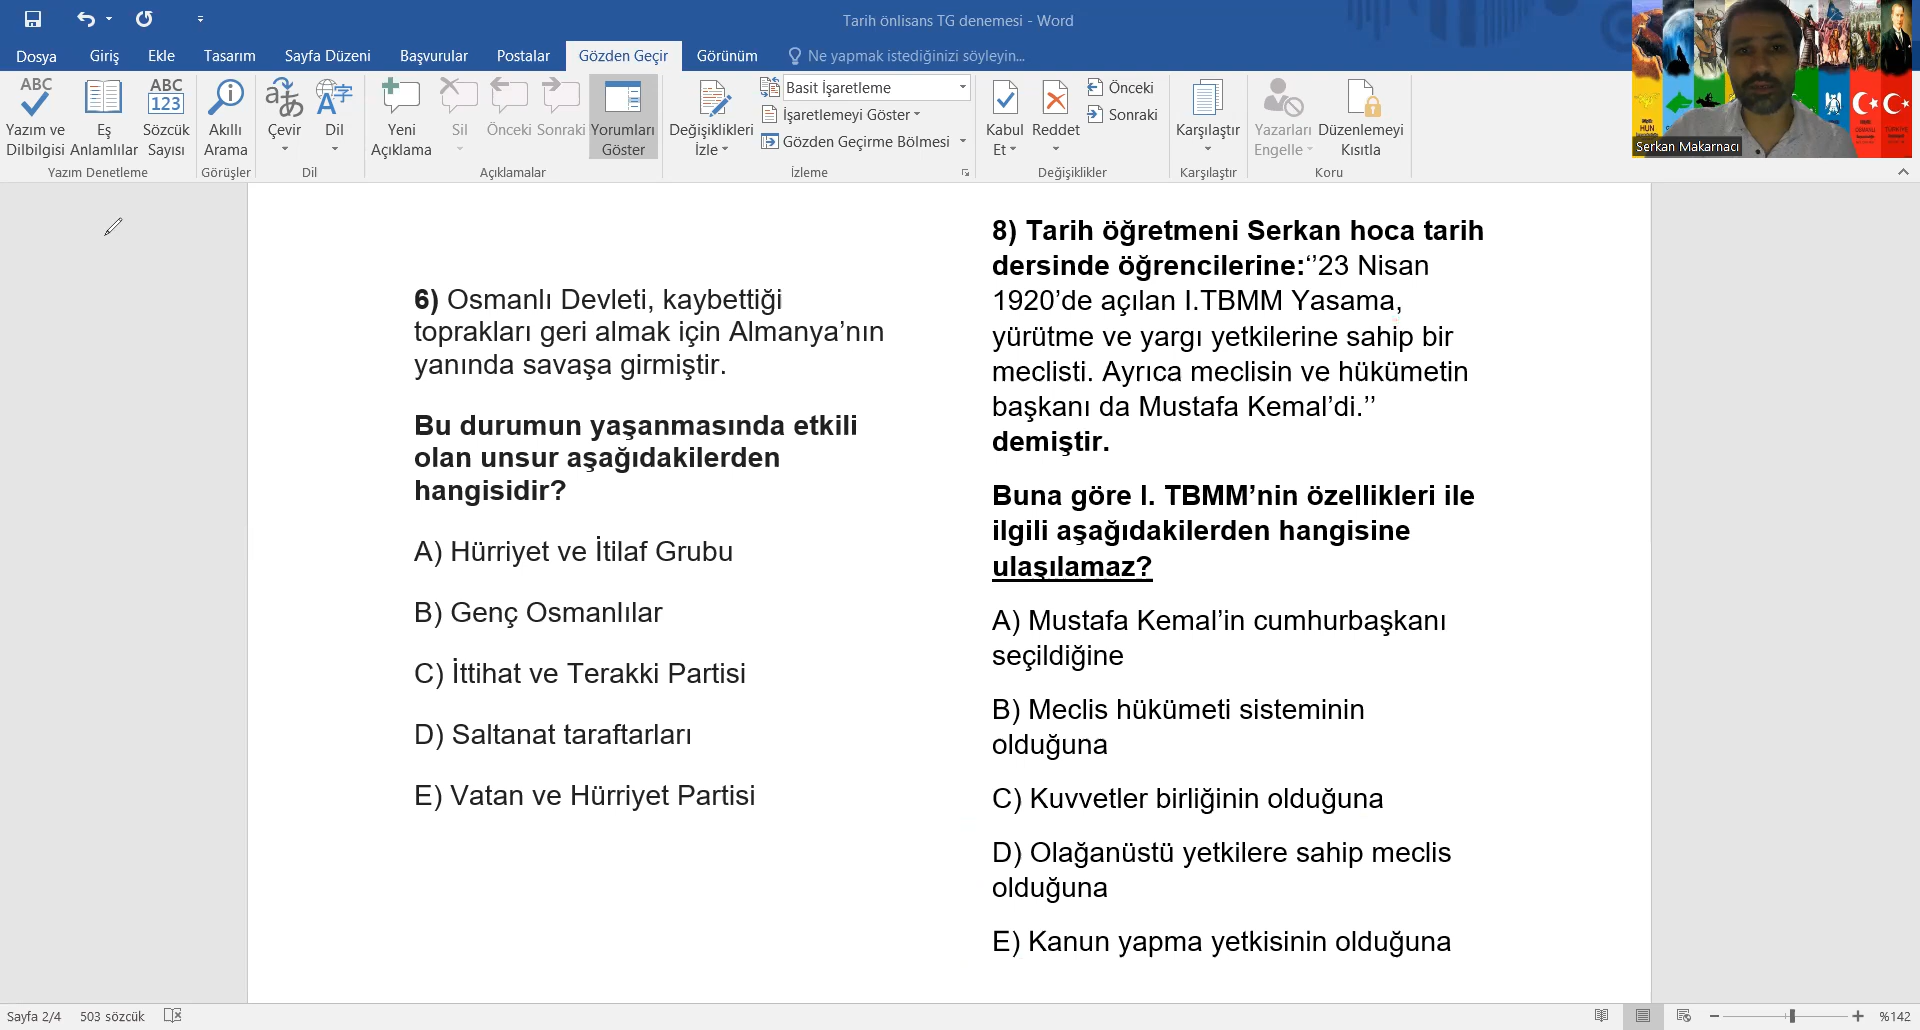 Tarih önlisans TG denemesi - Word
Dosya Giriş Ekle Tasarım Sayfa Düzeni Başvurular Postalar Gözden Geçir Görünüm Ne yapmak istediğinizi söyleyin...
ABC
Yazım ve
Dilbilgisi
Eş
Anlamlılar
ABC
123
Sözcük
Sayısı
Yazım Denetleme
Akıllı
Arama
Görüşler
Çevir
Dil
Dil
Yeni
Açıklama
Sil
Önceki
Sonraki
Yorumları
Göster
Açıklamalar
Değişiklikleri
İzle
Basit İşaretleme
İşaretlemeyi Göster
Gözden Geçirme Bölmesi
İzleme
Kabul
Et
Reddet
Önceki
Sonraki
Değişiklikler
Karşılaştır
Karşılaştır
Yazarları
Engelle
Düzenlemeyi
Kısıtla
Koru
HUN
Serkan Makarnacı
6) Osmanlı Devleti, kaybettiği
toprakları geri almak için Almanya’nın
yanında savaşa girmiştir.
Bu durumun yaşanmasında etkili
olan unsur aşağıdakilerden
hangisidir?
A) Hürriyet ve İtilaf Grubu
B) Genç Osmanlılar
C) İttihat ve Terakki Partisi
D) Saltanat taraftarları
E) Vatan ve Hürriyet Partisi
8) Tarih öğretmeni Serkan hoca tarih
dersinde öğrencilerine:‘’23 Nisan
1920’de açılan I.TBMM Yasama,
yürütme ve yargı yetkilerine sahip bir
meclisti. Ayrıca meclisin ve hükümetin
başkanı da Mustafa Kemal’di.’’
demiştir.
Buna göre I. TBMM’nin özellikleri ile
ilgili aşağıdakilerden hangisine
ulaşılamaz?
A) Mustafa Kemal’in cumhurbaşkanı
seçildiğine
B) Meclis hükümeti sisteminin
olduğuna
C) Kuvvetler birliğinin olduğuna
D) Olağanüstü yetkilere sahip meclis
olduğuna
E) Kanun yapma yetkisinin olduğuna
Sayfa 2/4 503 sözcük
%142